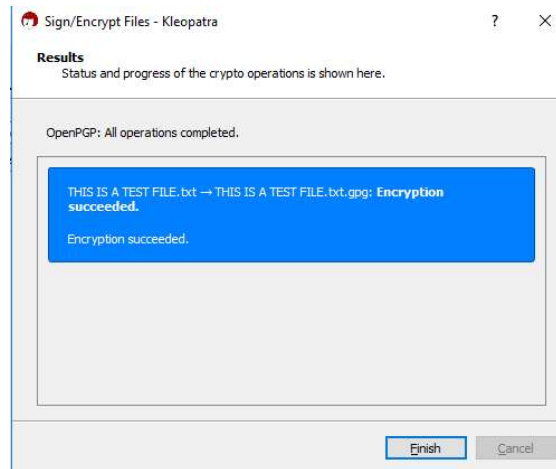 Sign/Encrypt Files - Kleopatra
Results
Status and progress of the crypto operations is shown here.
OpenPGP: All operations completed.
THIS IS A TEST FILE.txt → THIS IS A TEST FILE.txt.gpg: Encryption
succeeded.
Encryption succeeded.
Finish Cancel